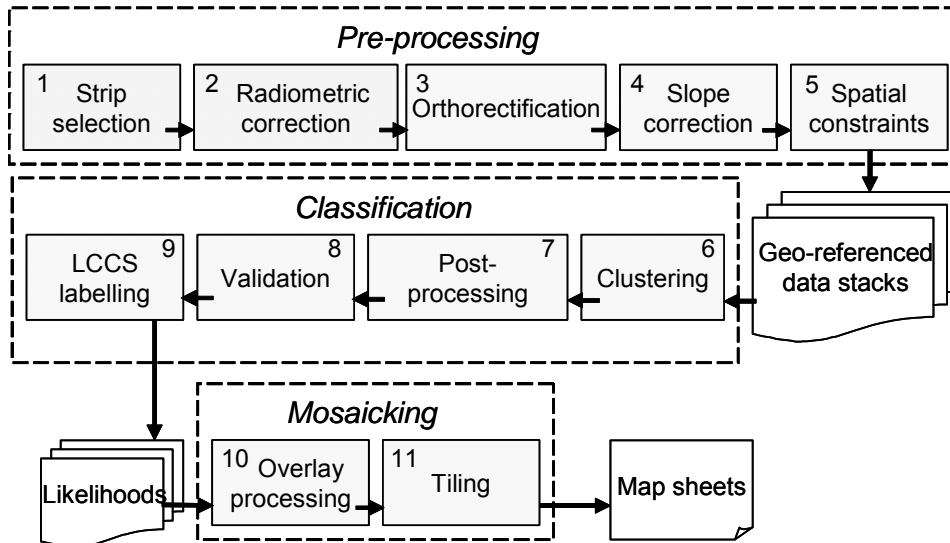 Pre-processing
1 Strip
selection
2 Radiometric
correction
3
Orthorectification
4 Slope
correction
5 Spatial
constraints
Geo-referenced
data stacks
Classification
6
Clustering
7
Post-
processing
8
Validation
9
LCCS
labelling
Likelihoods
Mosaicking
10 Overlay
processing
11
Tiling
Map sheets